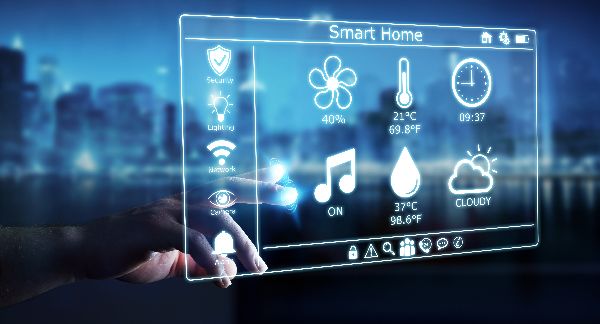 Smart Home
Security
Lighting
Network
Camera
40%
21°C
69.8°F
09:37
ON
37°C
98.6°F
CLOUDY